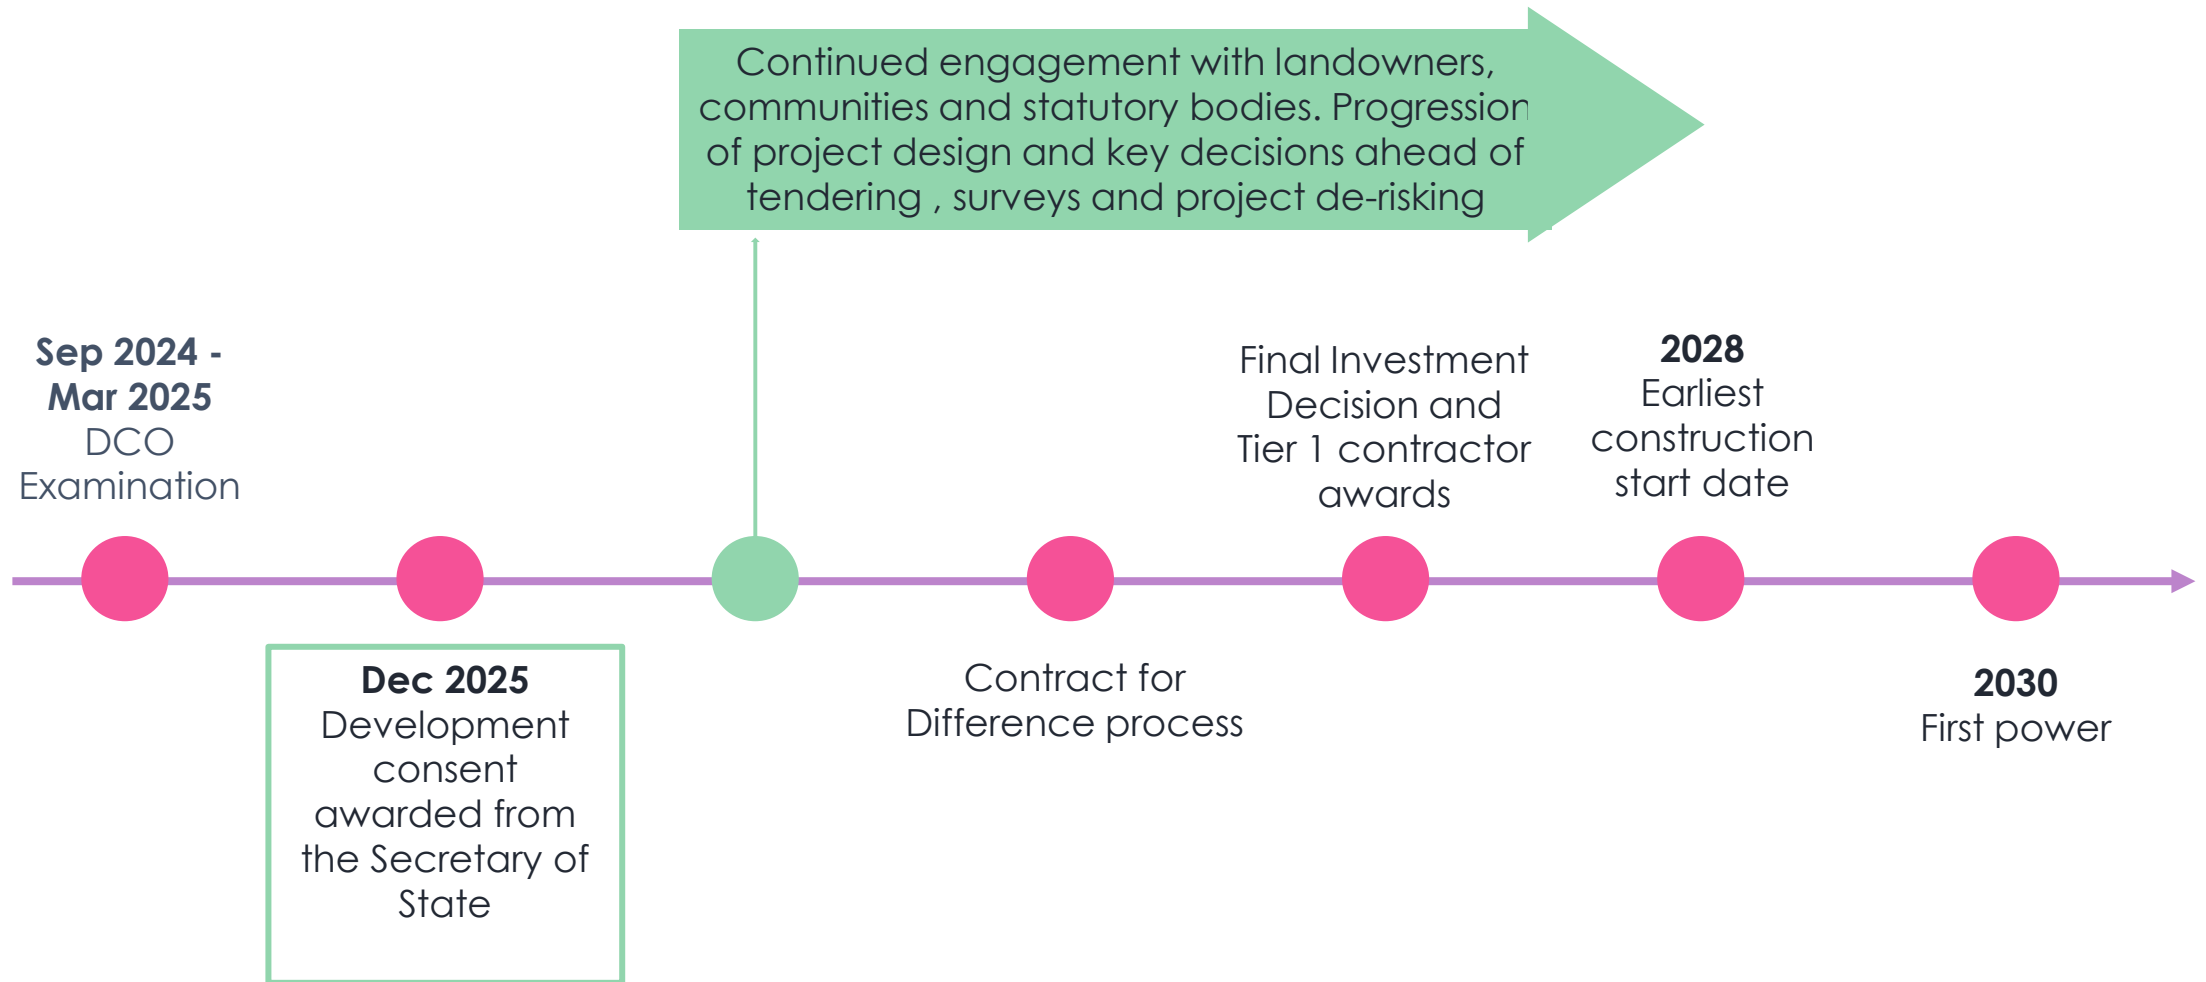 Continued engagement with landowners,
communities and statutory bodies. Progression
of project design and key decisions ahead of
tendering , surveys and project de-risking
Sep 2024 -
Mar 2025
DCO
Examination
Dec 2025
Development
consent
awarded from
the Secretary of
State
Contract for
Difference process
Final Investment
Decision and
Tier 1 contractor
awards
2028
Earliest
construction
start date
2030
First power